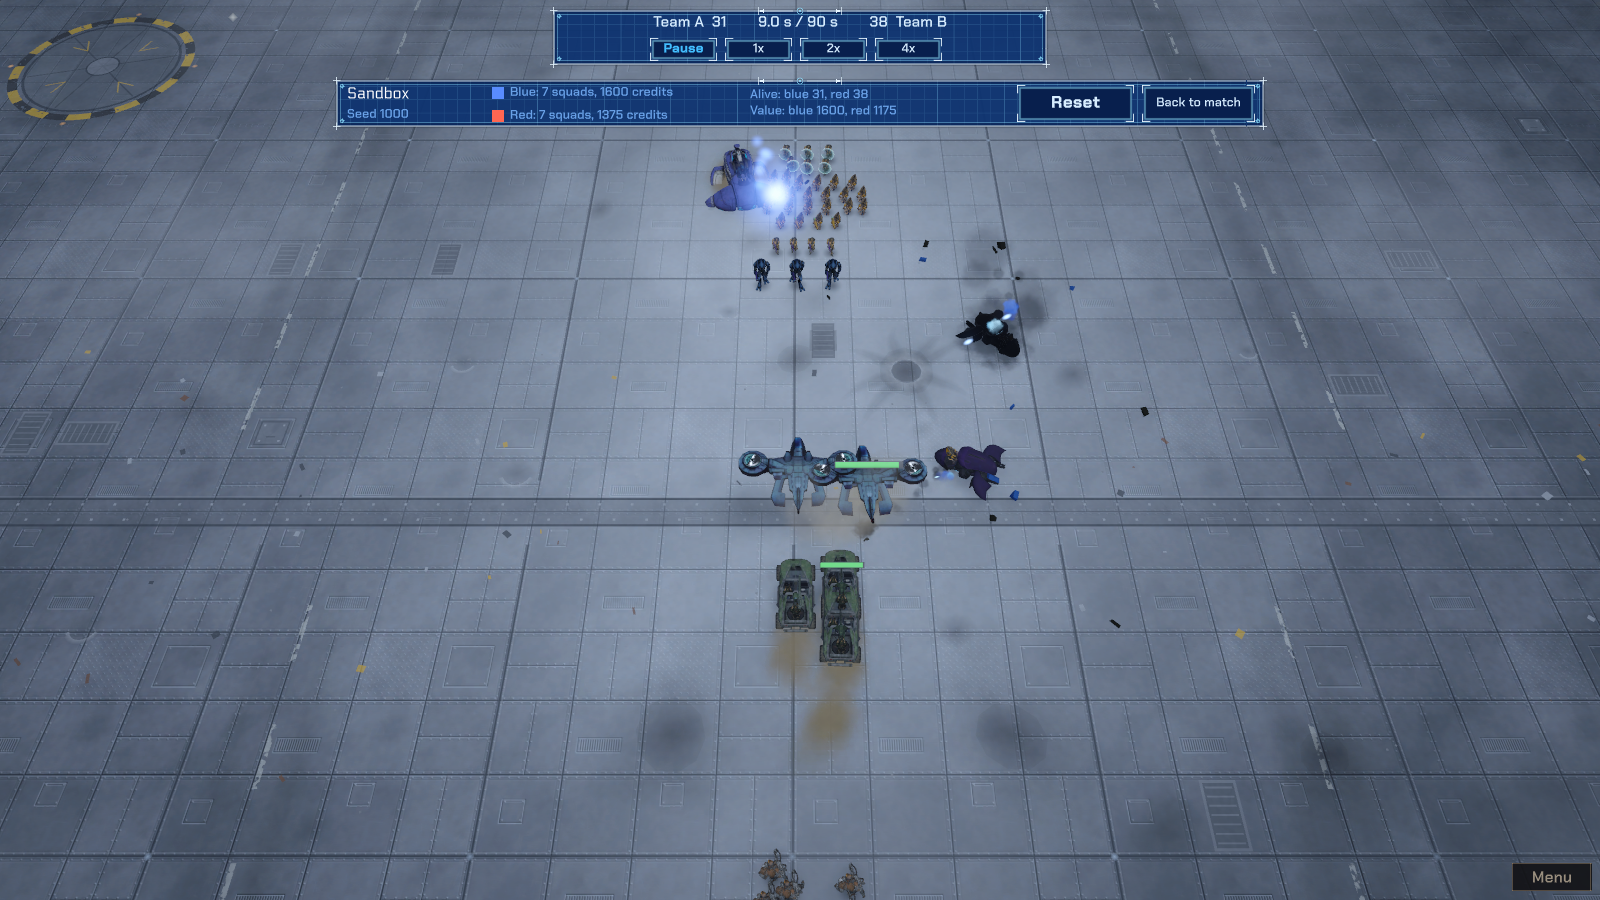 Team A 31 9.0 s / 90 s 38 Team B
Pause 1x 2x 4x
Sandbox
Seed 1000
Blue: 7 squads, 1600 credits
Red: 7 squads, 1375 credits
Alive: blue 31, red 38
Value: blue 1600, red 1175
Reset
Back to match
Menu